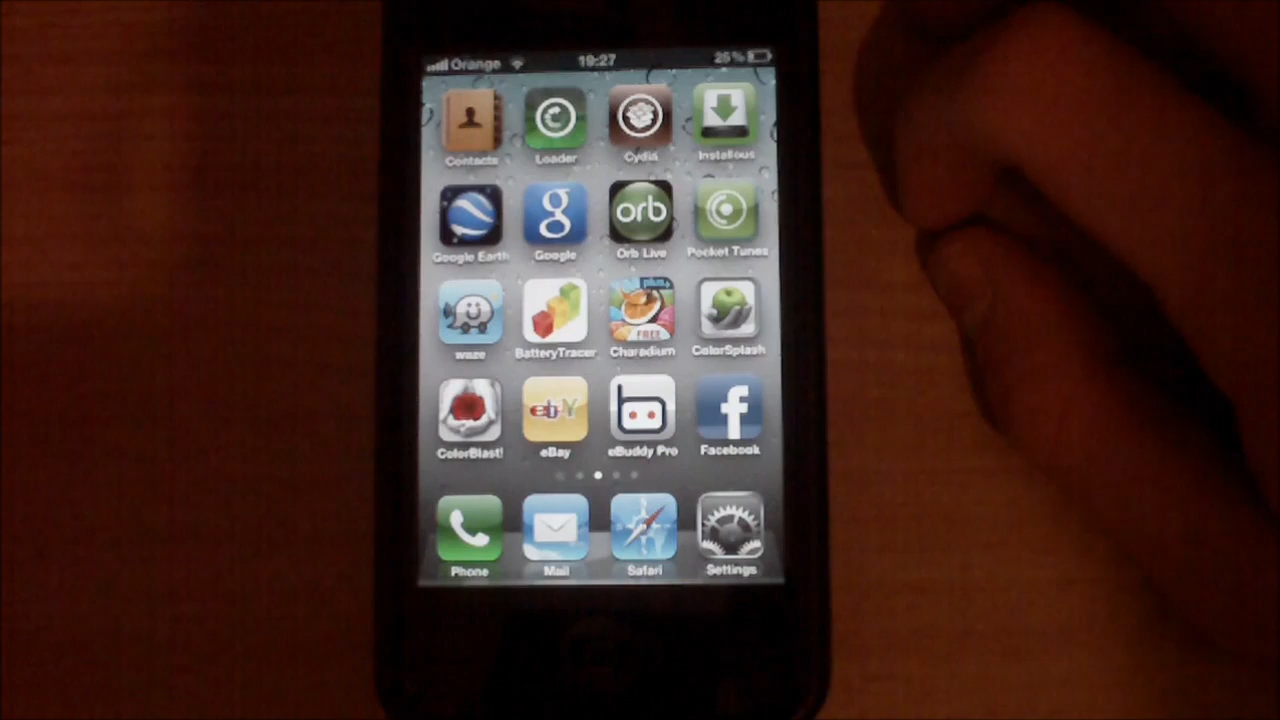 Orange 19:27 25%
Contacts Loader Cydia Installous
orb
Google Earth Google Orb Live Pocket Tunes
plus+
FREE
waze BatteryTracer Charadium ColorSplash
ebY
ColorBlast! eBay eBuddy Pro Facebook
Phone Mail Safari Settings